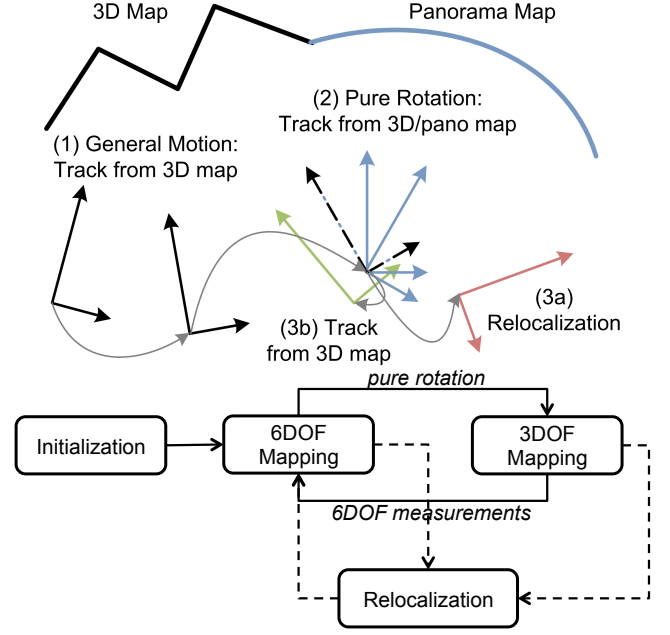 3D Map
Panorama Map
(2) Pure Rotation:
Track from 3D/pano map
(1) General Motion:
Track from 3D map
(3a)
Relocalization
(3b) Track
from 3D map
pure rotation
Initialization
6DOF
Mapping
3DOF
Mapping
6DOF measurements
Relocalization